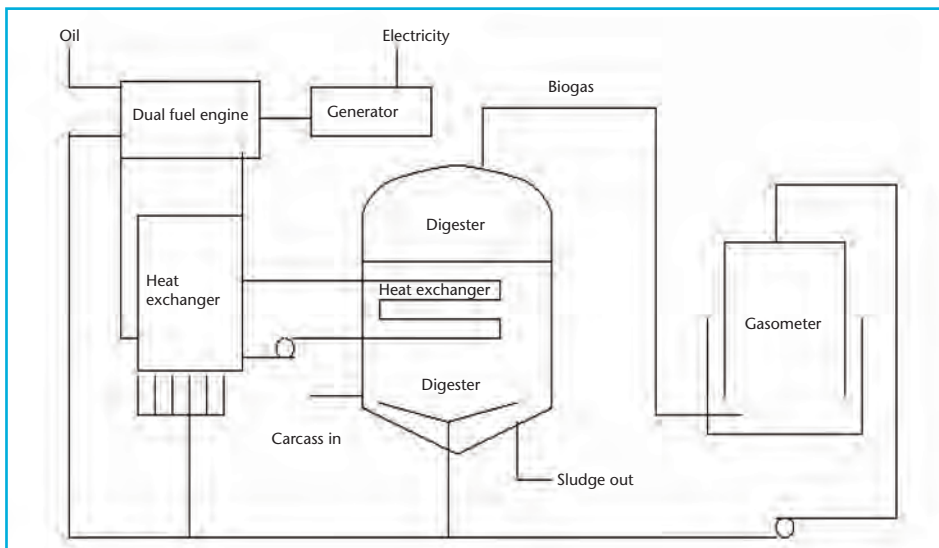 Oil
Electricity
Biogas
Dual fuel engine
Generator
Digester
Heat
exchanger
Heat exchanger
Gasometer
Digester
Carcass in
Sludge out